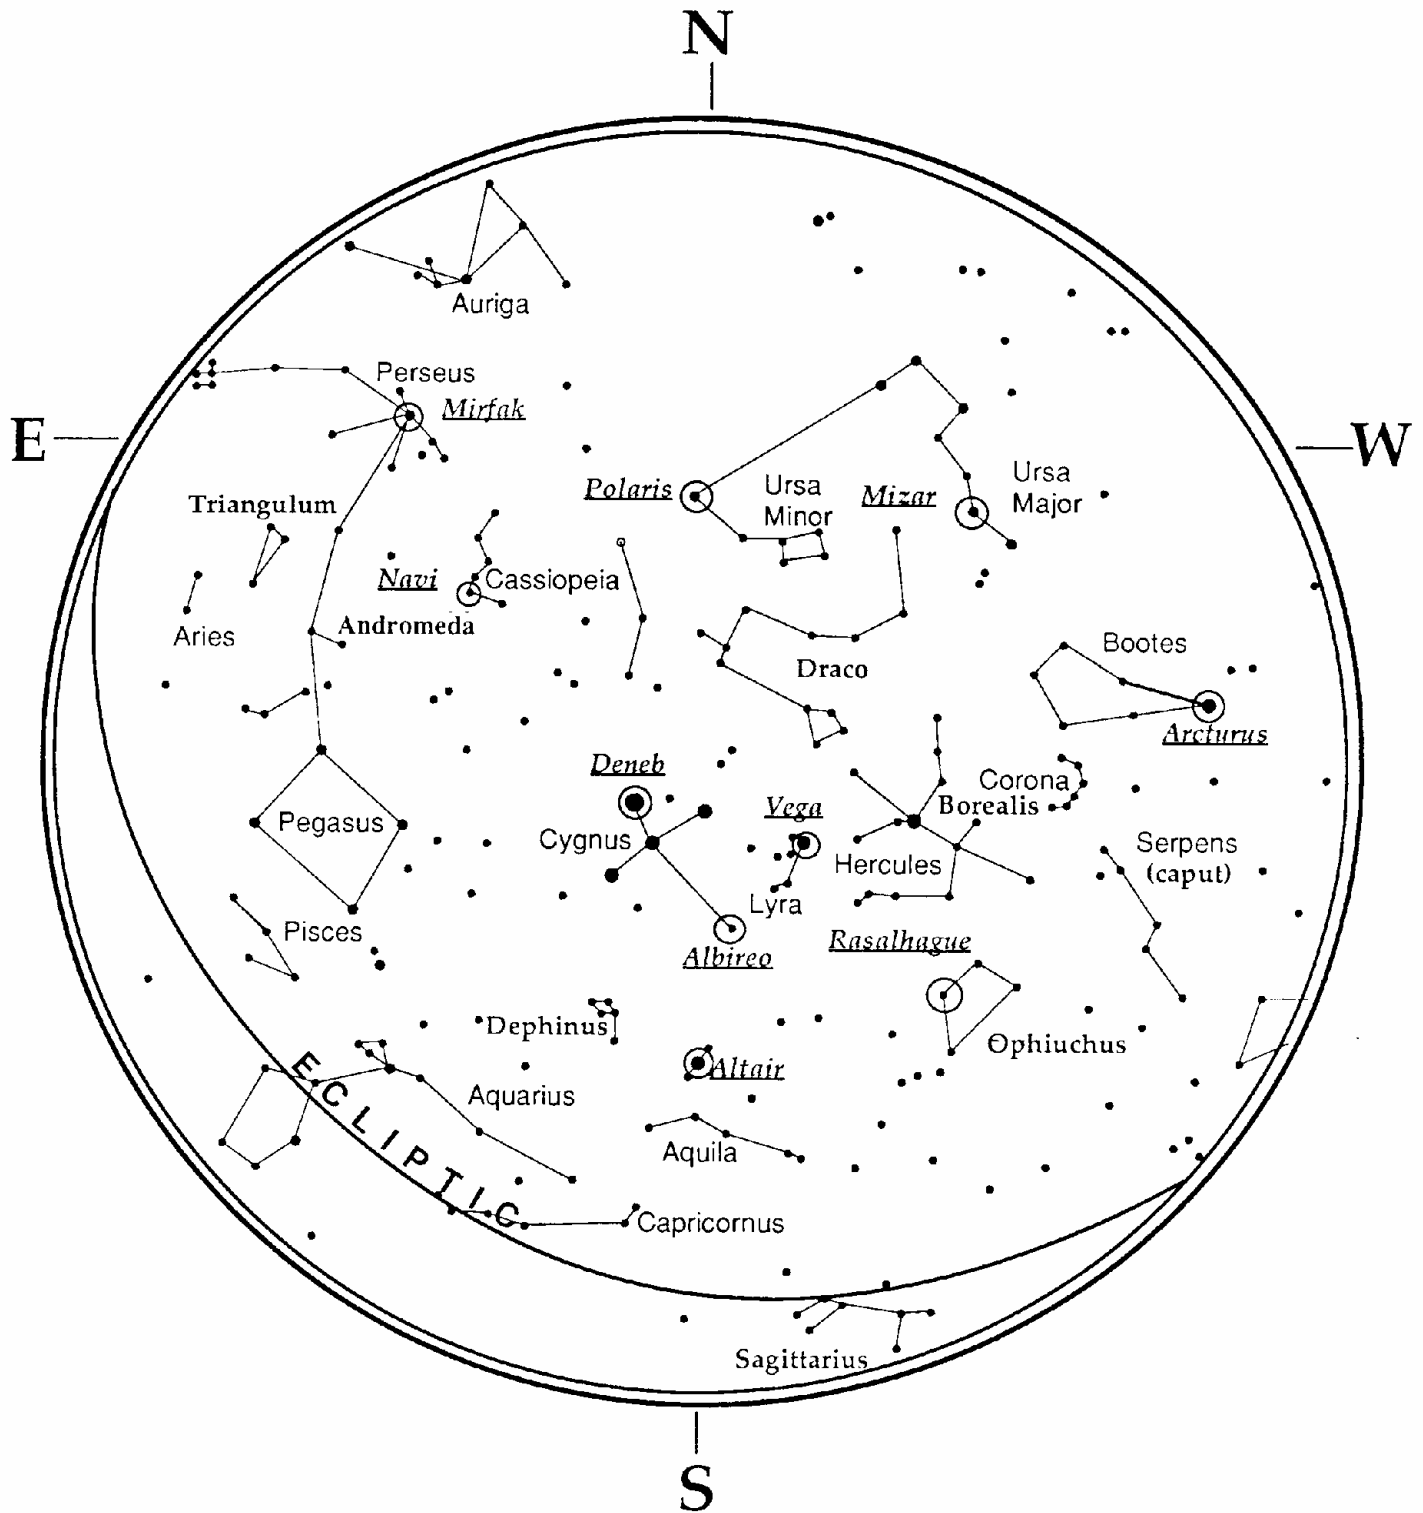 N
Auriga
Perseus
Mirfak
E
W
Triangulum
Polaris
Ursa
Minor
Mizar
Ursa
Major
Navi
Cassiopeia
Aries
Andromeda
Draco
Bootes
Arcturus
Deneb
Vega
Corona
Borealis
Pegasus
Cygnus
Hercules
Serpens
(caput)
Lyra
Pisces
Albireo
Rasalhague
Dephinus
Ophiuchus
Altair
Aquarius
ECLIPTIC
Aquila
Capricornus
Sagittarius
S